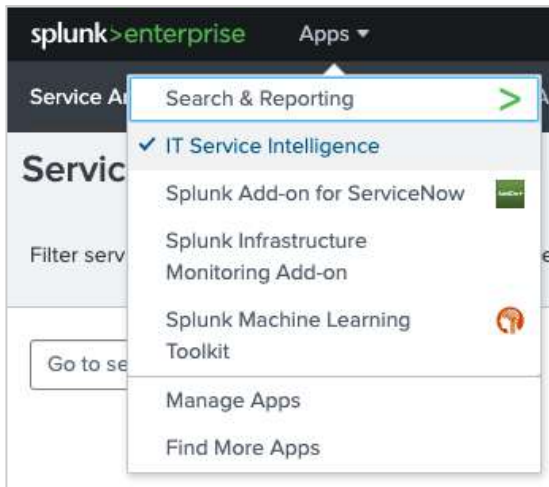 splunk>enterprise Apps ▾
Service A
Search & Reporting >
✓ IT Service Intelligence
Servic
Splunk Add-on for ServiceNow
Filter serv
Splunk Infrastructure
Monitoring Add-on
Splunk Machine Learning
Toolkit
Go to se
Manage Apps
Find More Apps